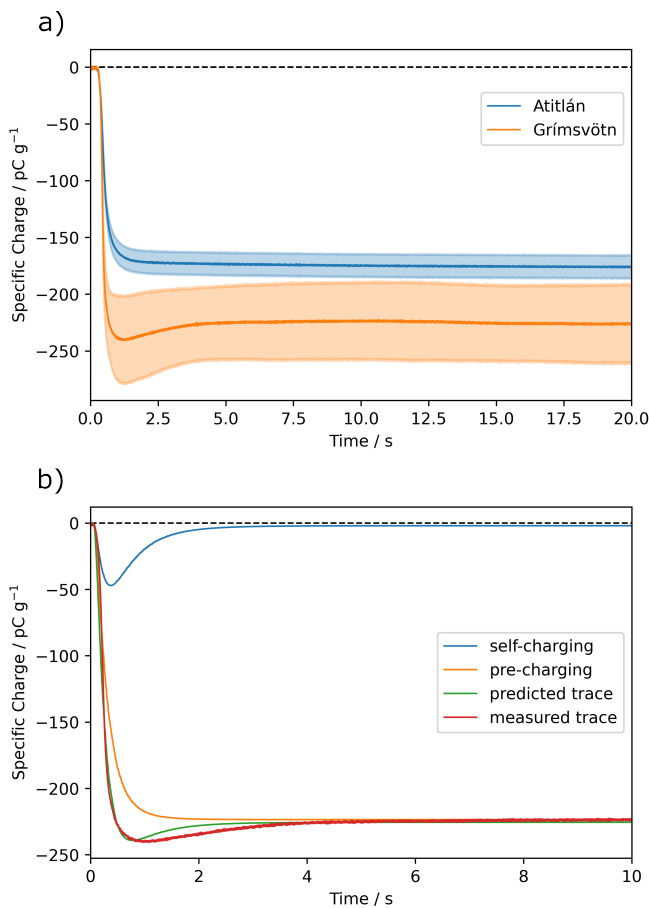 a)
0
−50
−100
−150
−200
−250
Specific Charge / pC g⁻¹
Atitlán
Grímsvötn
0.0 2.5 5.0 7.5 10.0 12.5 15.0 17.5 20.0
Time / s
b)
0
−50
−100
−150
−200
−250
Specific Charge / pC g⁻¹
self-charging
pre-charging
predicted trace
measured trace
0 2 4 6 8 10
Time / s